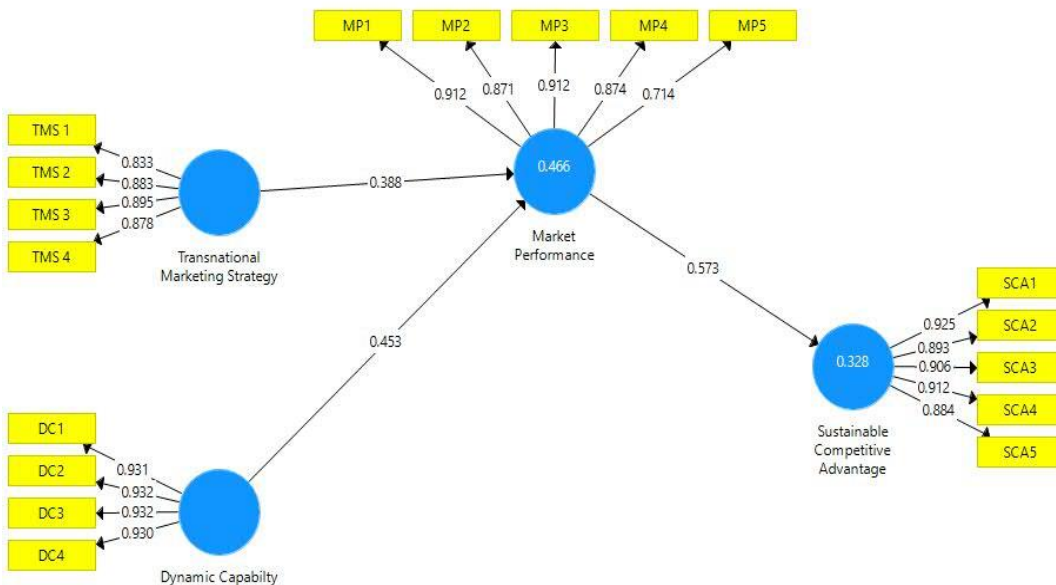 MP1
MP2
MP3
MP4
MP5
0.912
0.871
0.912
0.874
0.714
TMS 1
TMS 2
TMS 3
TMS 4
0.833
0.883
0.895
0.878
Transnational
Marketing Strategy
0.388
0.466
Market
Performance
0.573
0.453
DC1
DC2
DC3
DC4
0.931
0.932
0.932
0.930
Dynamic Capabilty
0.328
Sustainable
Competitive
Advantage
0.925
0.893
0.906
0.912
0.884
SCA1
SCA2
SCA3
SCA4
SCA5